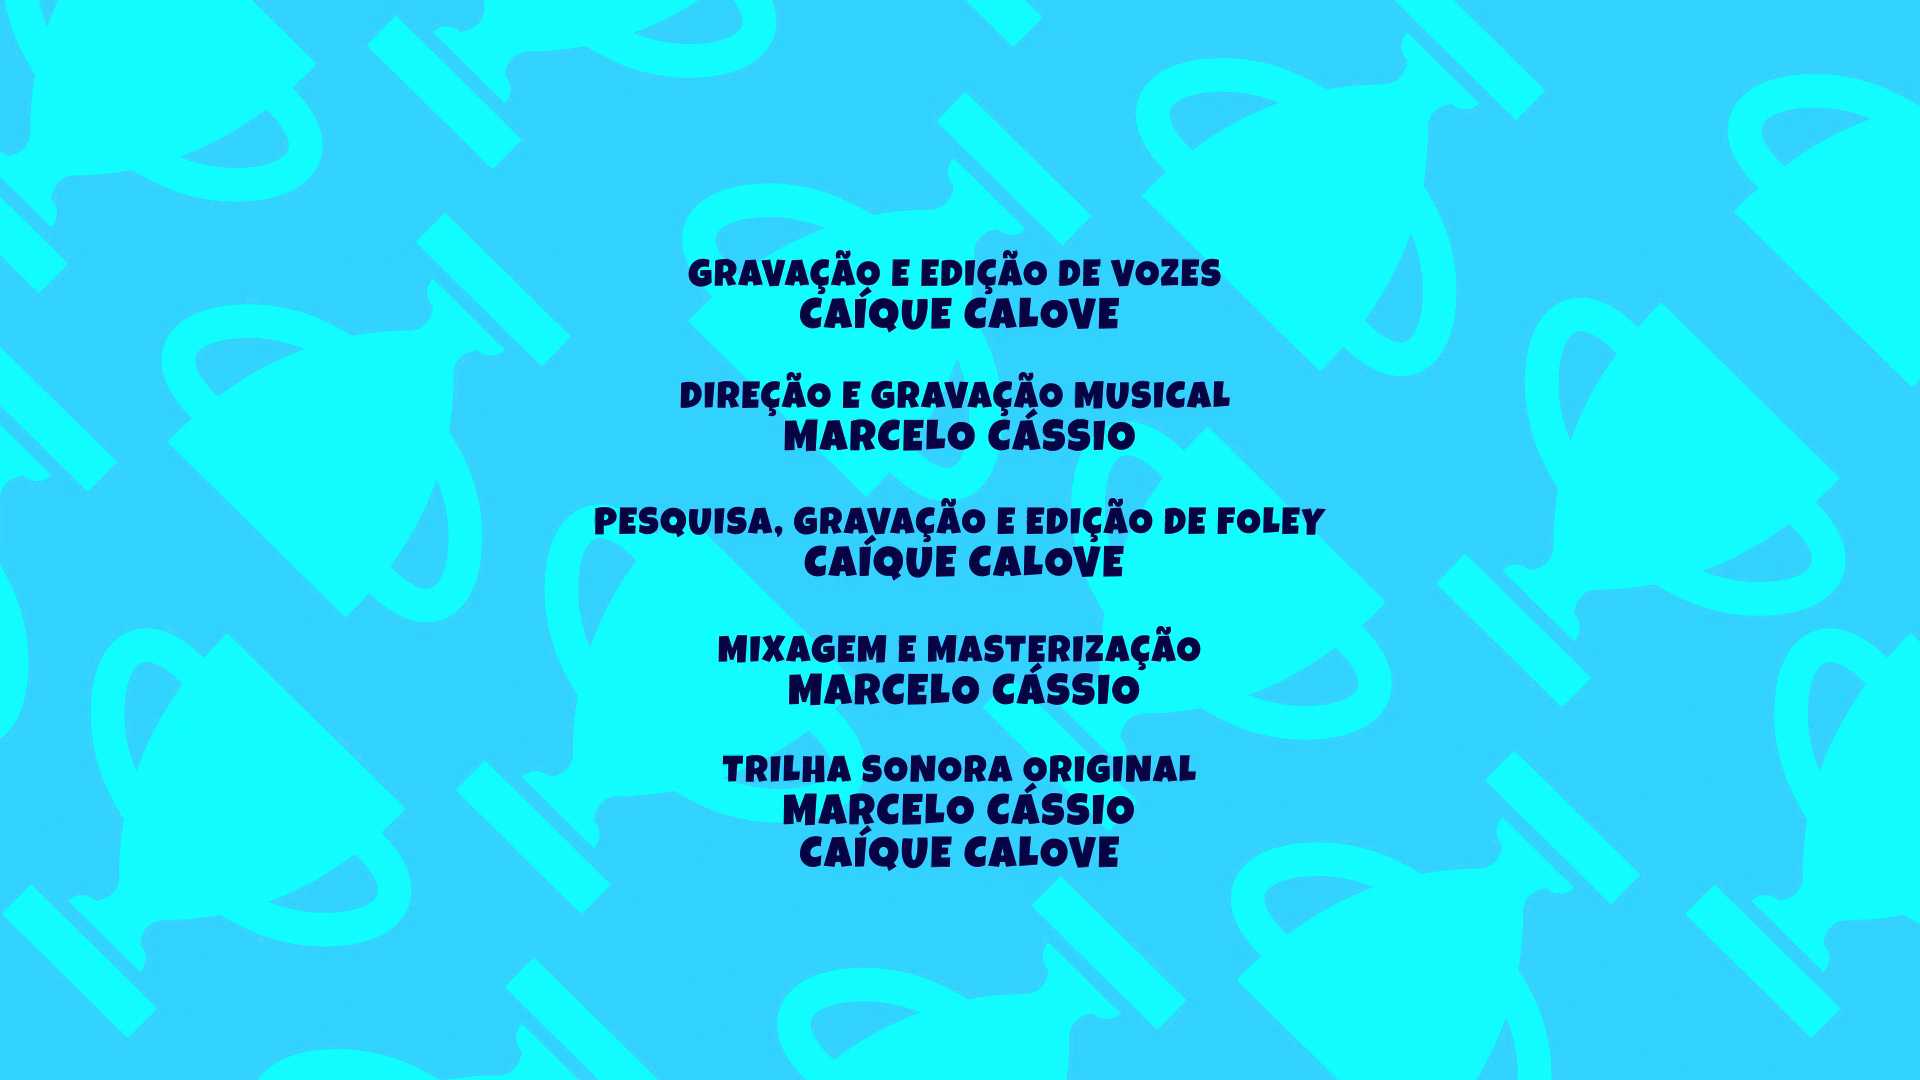 GRAVAÇÃO E EDIÇÃO DE VOZES
CAÍQUE CALOVE
DIREÇÃO E GRAVAÇÃO MUSICAL
MARCELO CÁSSIO
PESQUISA, GRAVAÇÃO E EDIÇÃO DE FOLEY
CAÍQUE CALOVE
MIXAGEM E MASTERIZAÇÃO
MARCELO CÁSSIO
TRILHA SONORA ORIGINAL
MARCELO CÁSSIO
CAÍQUE CALOVE